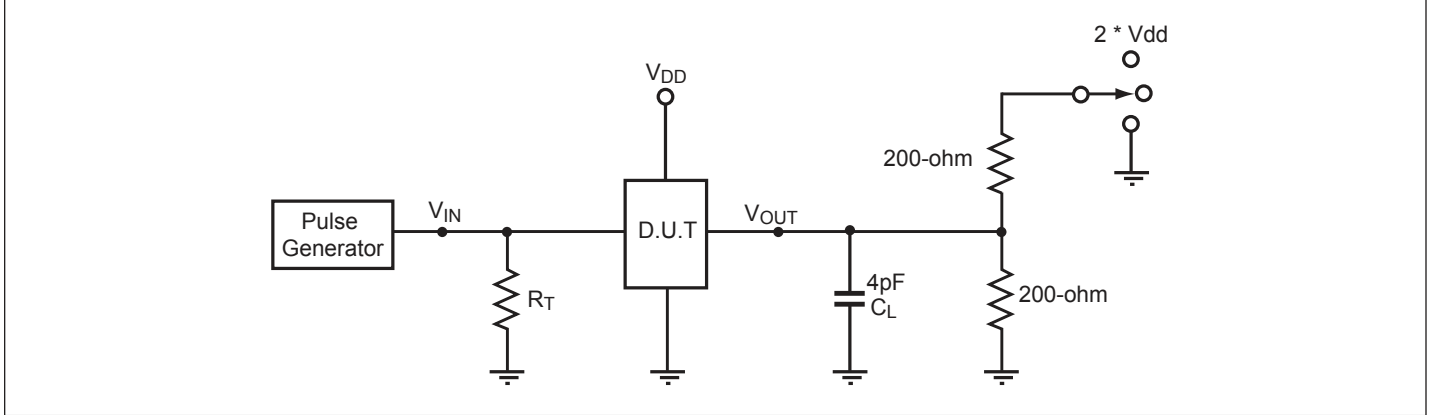 2 * Vdd
VDD
200-ohm
Pulse
Generator
VIN
D.U.T
VOUT
RT
4pF
CL
200-ohm